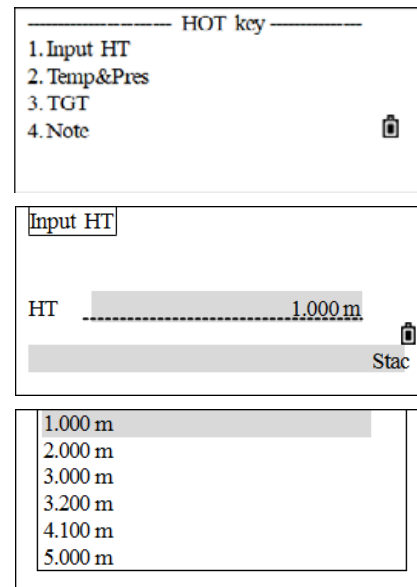 HOT key
1. Input HT
2. Temp&Pres
3. TGT
4. Note
Input HT
HT 1.000 m
Stac
1.000 m
2.000 m
3.000 m
3.200 m
4.100 m
5.000 m